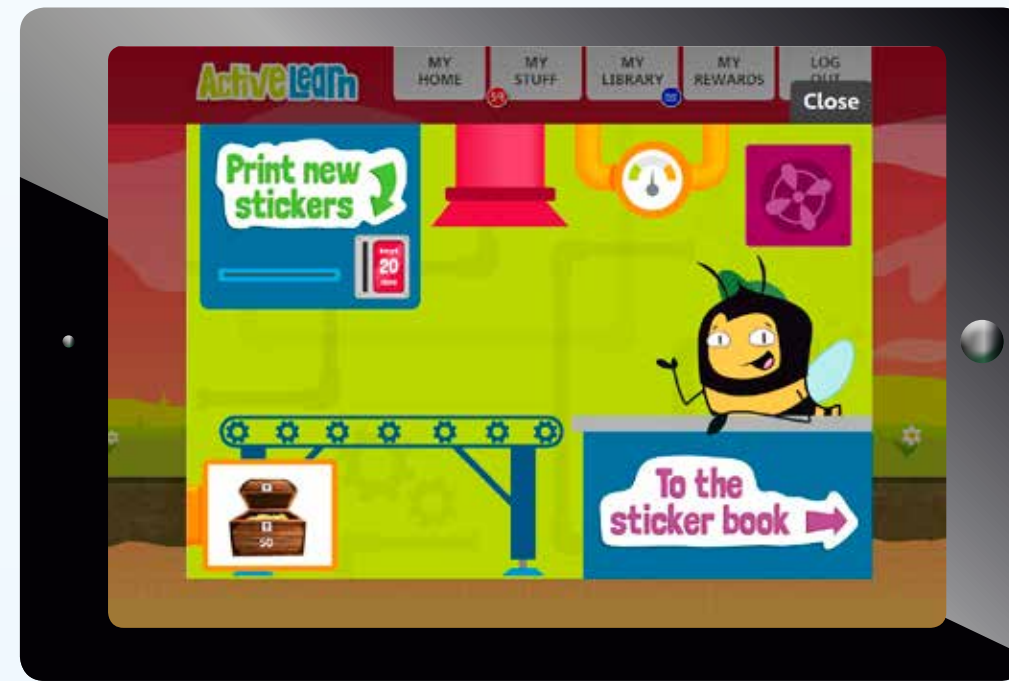 ActiveLearn
MY
HOME
MY
STUFF
MY
LIBRARY
MY
REWARDS
LOG
OUT
Close
Print new
stickers
20
To the
sticker book
50